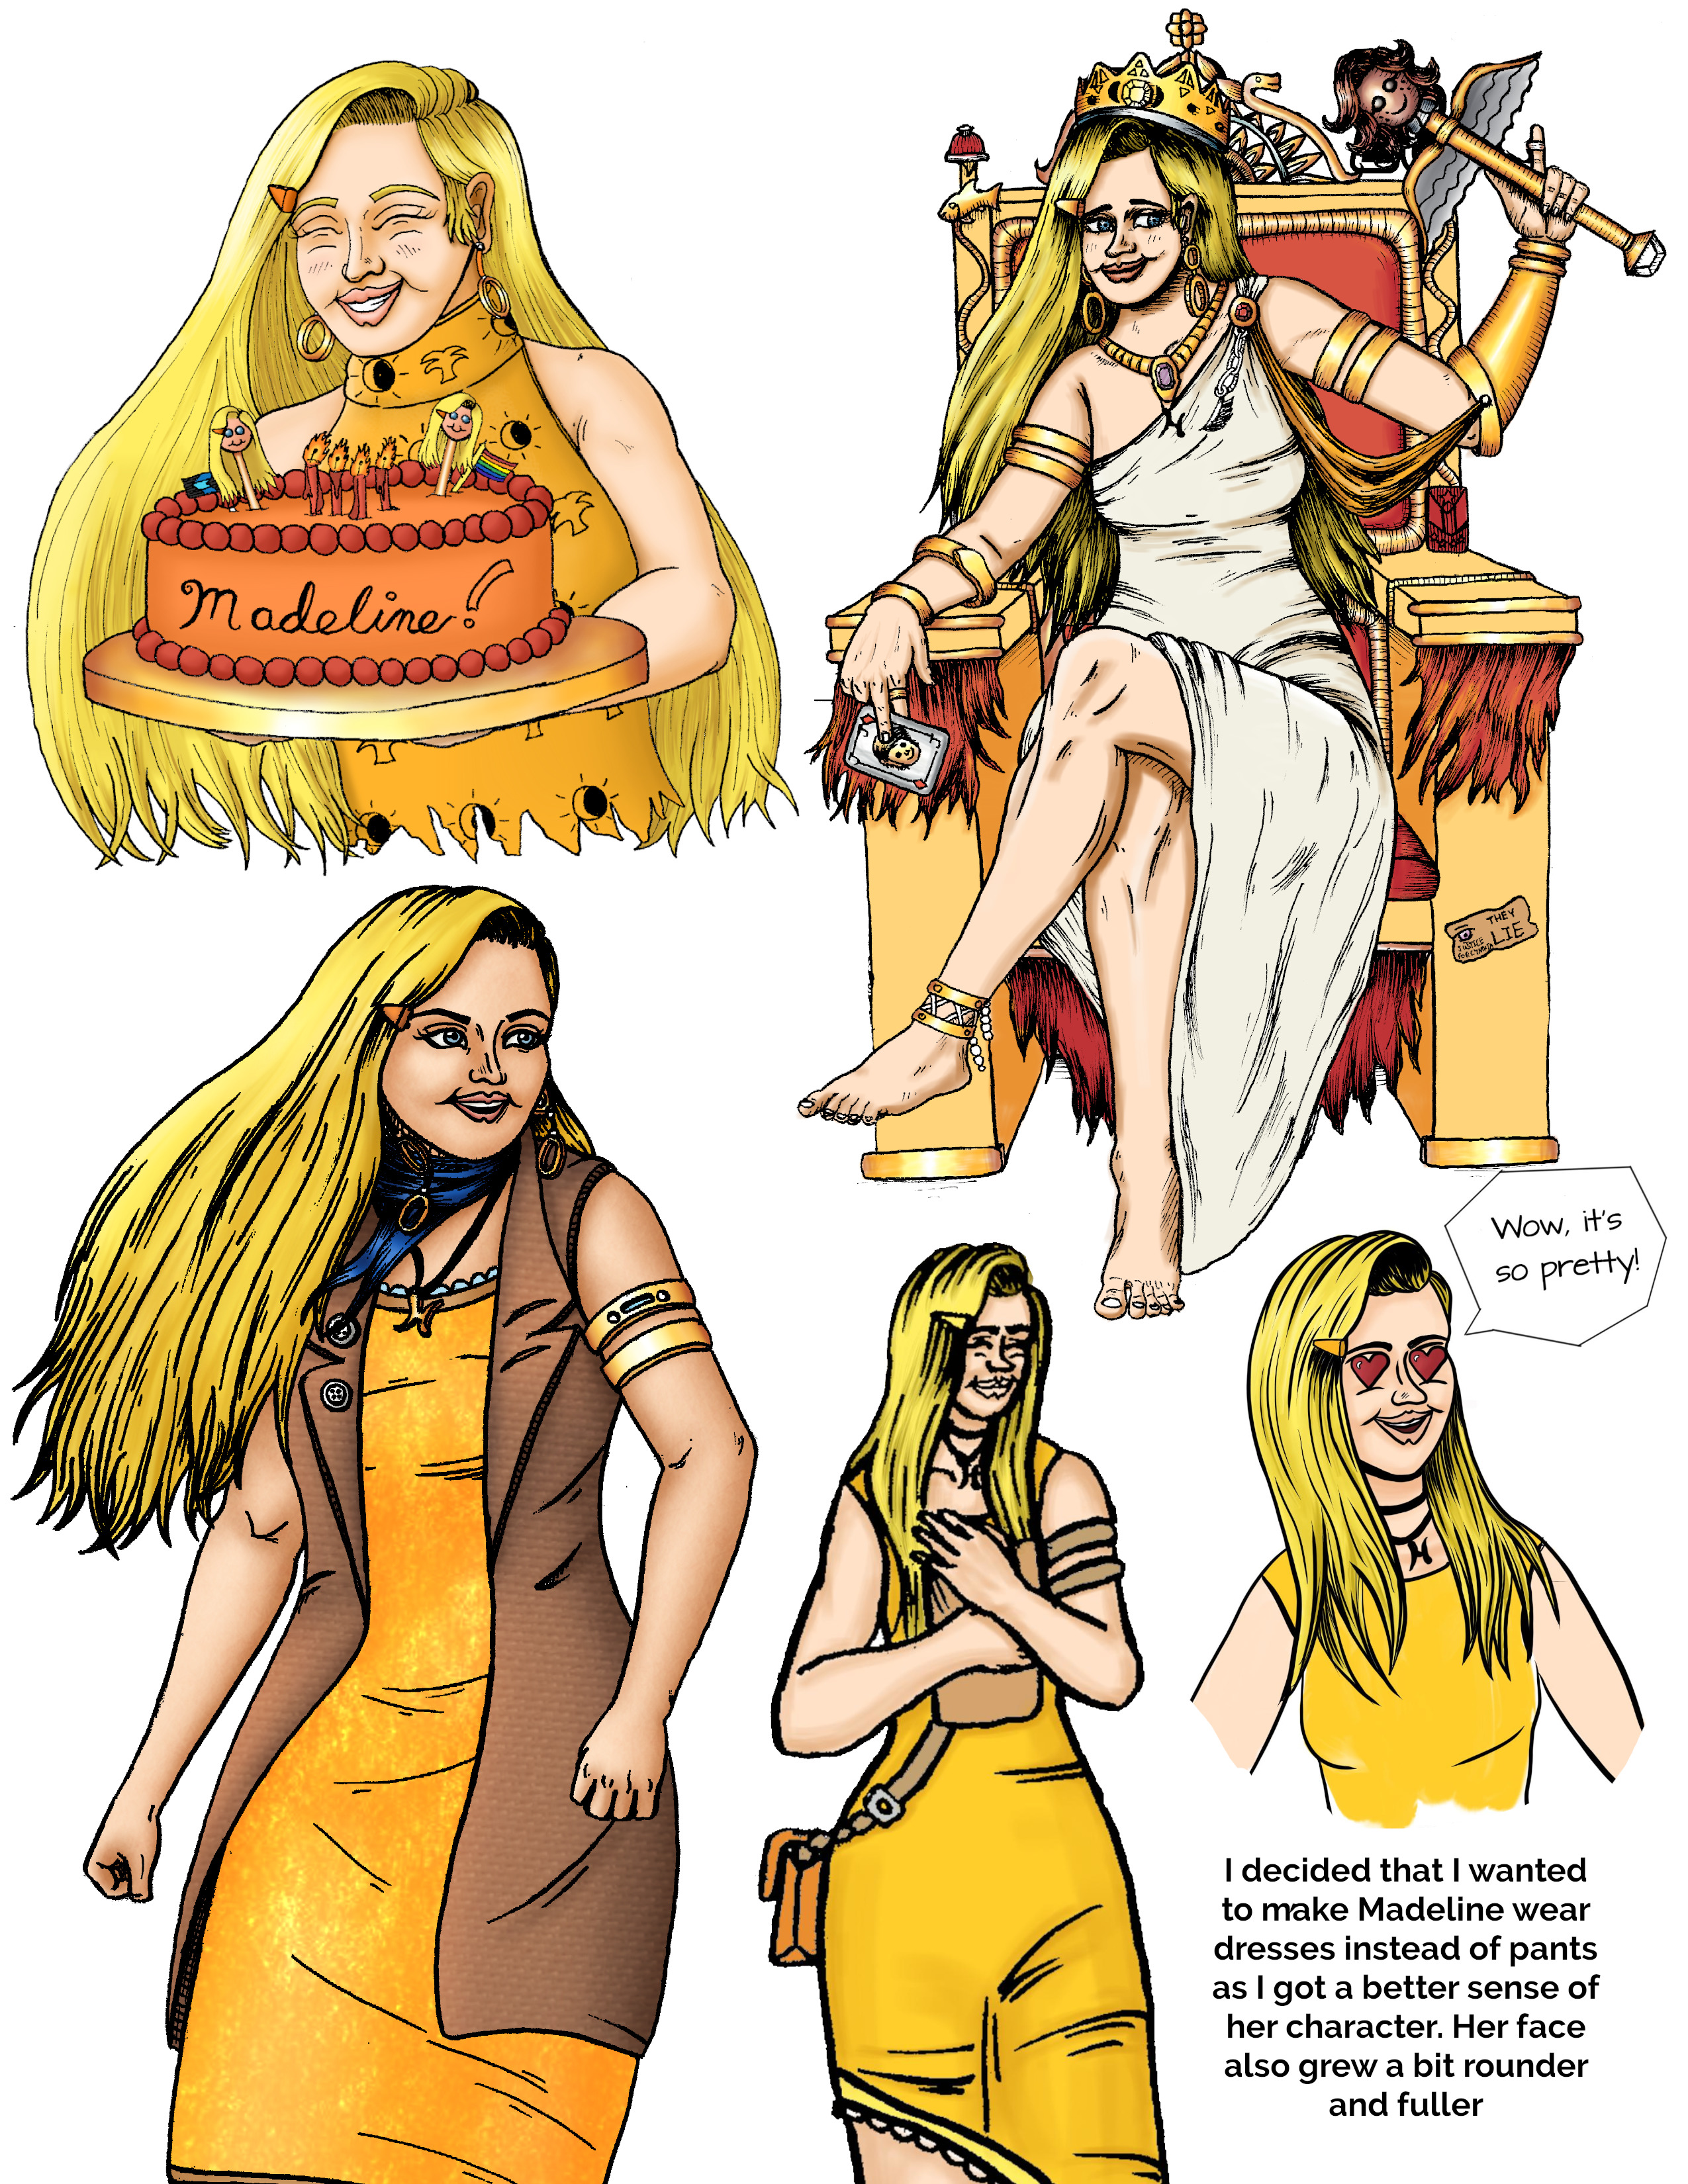 Madeline!
THEY
LIE
JUSTICE
Wow, it's
so pretty!
I decided that I wanted
to make Madeline wear
dresses instead of pants
as I got a better sense of
her character. Her face
also grew a bit rounder
and fuller